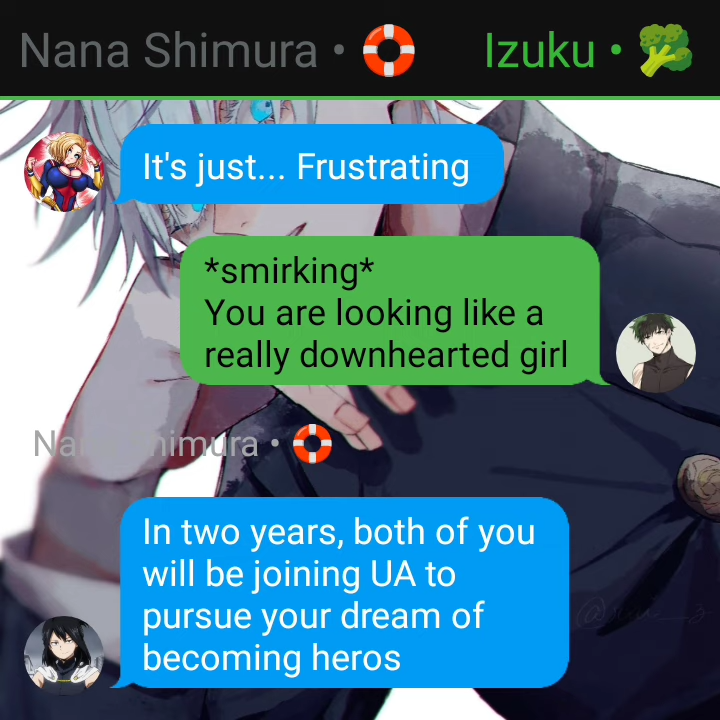 Nana Shimura • Izuku •
It's just... Frustrating
*smirking*
You are looking like a
really downhearted girl
Nana Shimura •
In two years, both of you
will be joining UA to
pursue your dream of
becoming heros